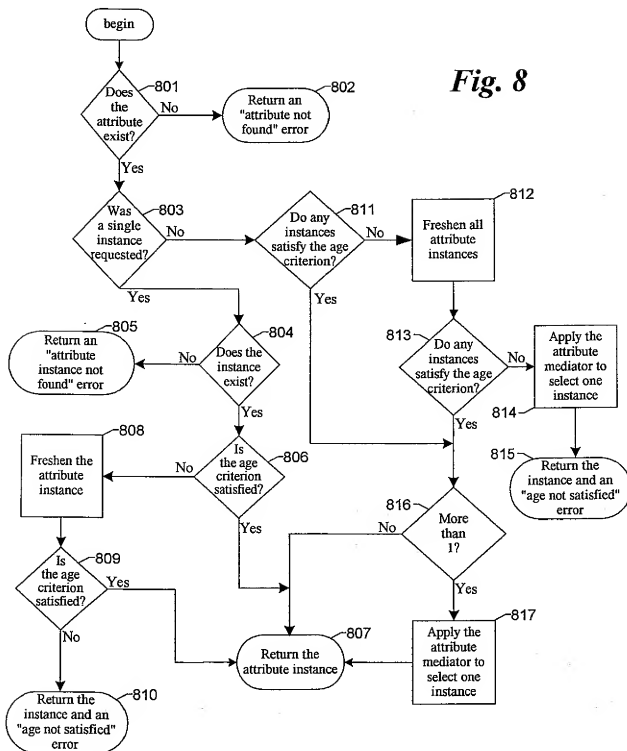 begin
Fig. 8
801
Does
the
attribute
exist?
No
802
Return an
"attribute not
found" error
Yes
803
Was
a single
instance
requested?
No
811
Do any
instances
satisfy the age
criterion?
No
812
Freshen all
attribute
instances
Yes
Yes
805
Return an
"attribute
instance not
found" error
No
804
Does the
instance
exist?
Yes
813
Do any
instances
satisfy the age
criterion?
No
Apply the
attribute
mediator to
select one
instance
814
Yes
808
Freshen the
attribute
instance
No
Is
the age
criterion
satisfied?
806
Yes
815
Return the
instance and an
"age not satisfied"
error
816
More
than
1?
No
Yes
809
Is
the age
criterion
satisfied?
Yes
No
807
Return the
attribute instance
817
Apply the
attribute
mediator to
select one
instance
810
Return the
instance and an
"age not satisfied"
error